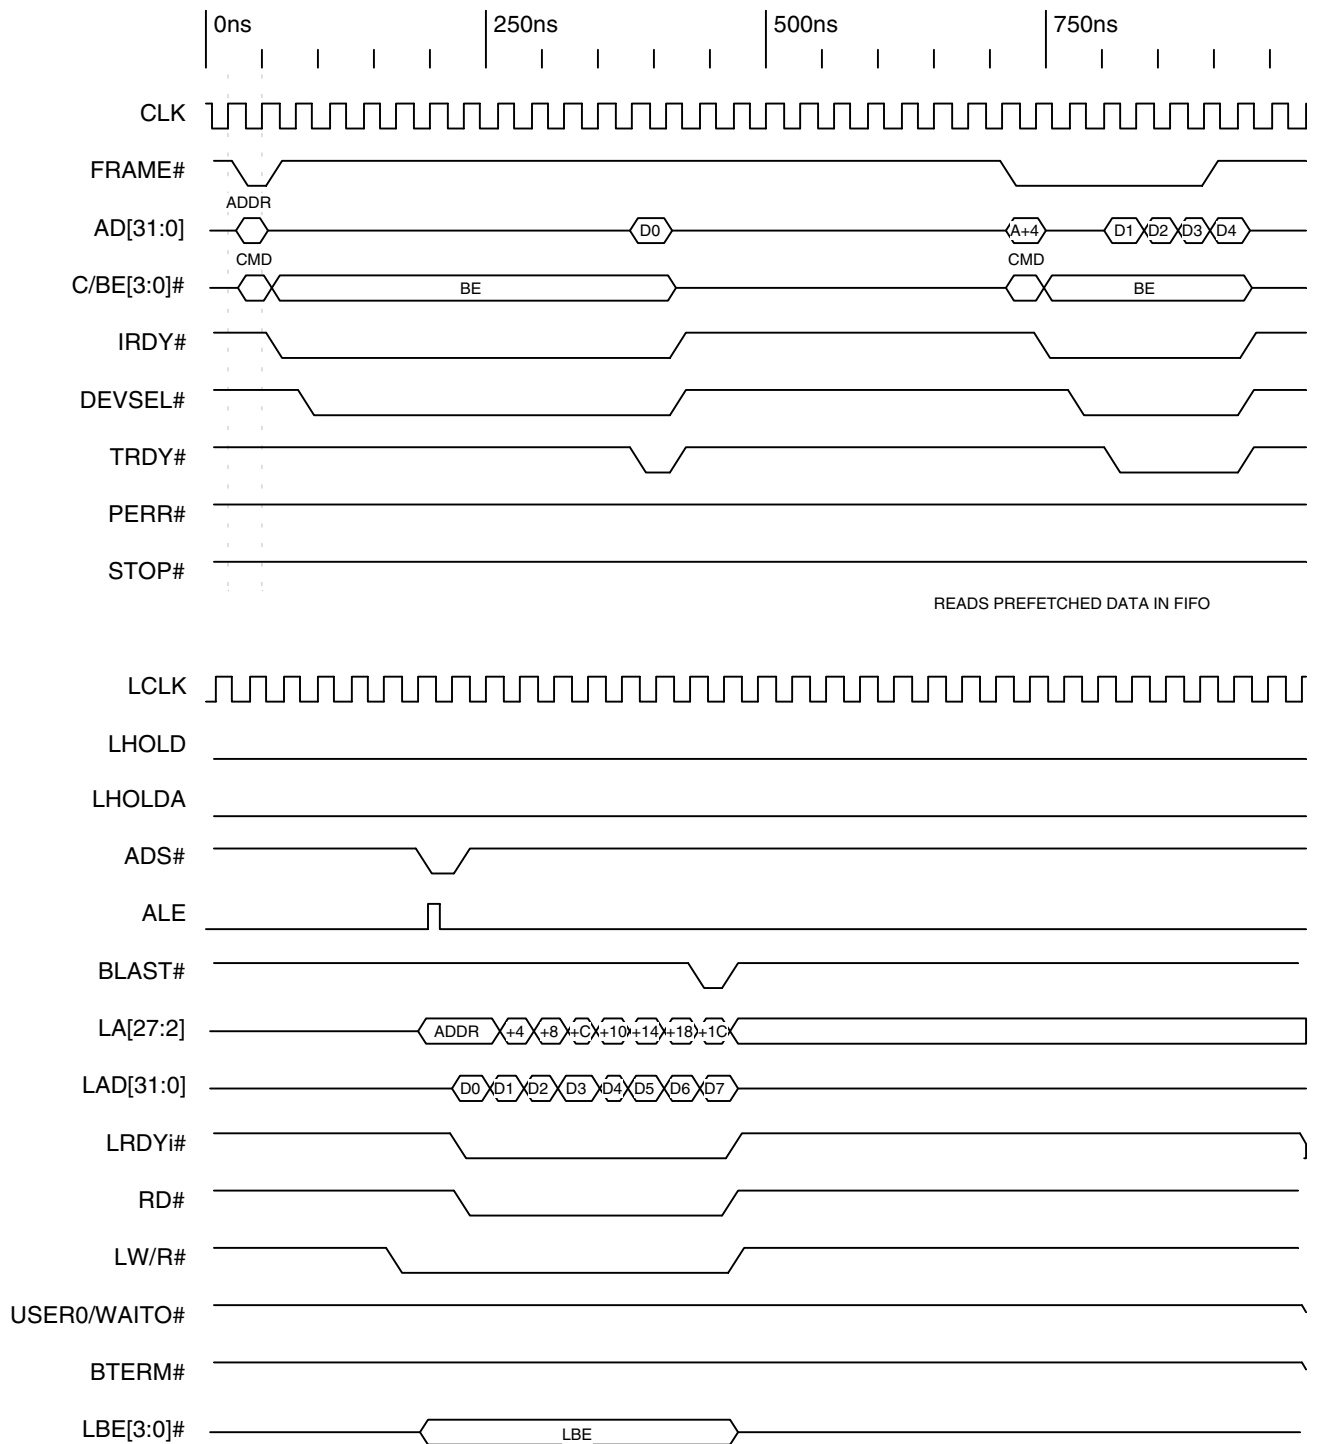 0ns 250ns 500ns 750ns
CLK
FRAME#
ADDR
AD[31:0] D0 A+4 D1 D2 D3 D4
CMD CMD
C/BE[3:0]# BE BE
IRDY#
DEVSEL#
TRDY#
PERR#
STOP#
READS PREFETCHED DATA IN FIFO
LCLK
LHOLD
LHOLDA
ADS#
ALE
BLAST#
LA[27:2] ADDR +4 +8 +C +10 +14 +18 +1C
LAD[31:0] D0 D1 D2 D3 D4 D5 D6 D7
LRDYi#
RD#
LW/R#
USER0/WAITO#
BTERM#
LBE[3:0]# LBE